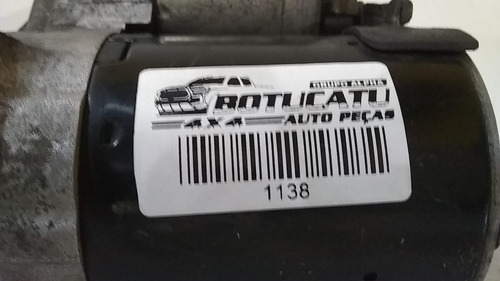 GRUPO ALPHA
BOTUCATU
4X4 AUTO PEÇAS
1138